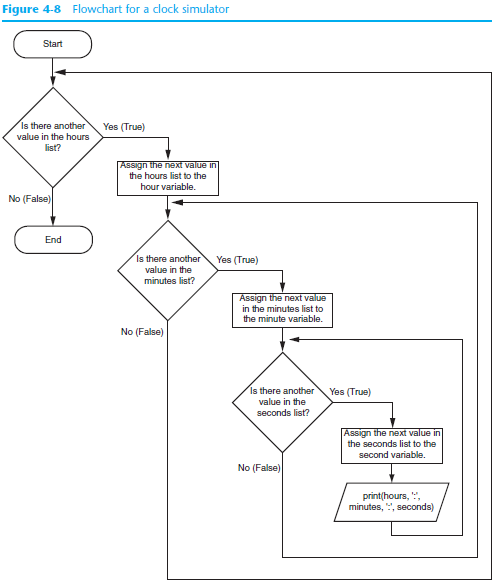 Figure 4-8 Flowchart for a clock simulator
Start
Is there another
value in the hours
list?
Yes (True)
Assign the next value in
the hours list to the
hour variable.
No (False)
End
Is there another
value in the
minutes list?
Yes (True)
Assign the next value
in the minutes list to
the minute variable.
No (False)
Is there another
value in the
seconds list?
Yes (True)
Assign the next value in
the seconds list to the
second variable.
No (False)
print(hours, ':',
minutes, ':', seconds)